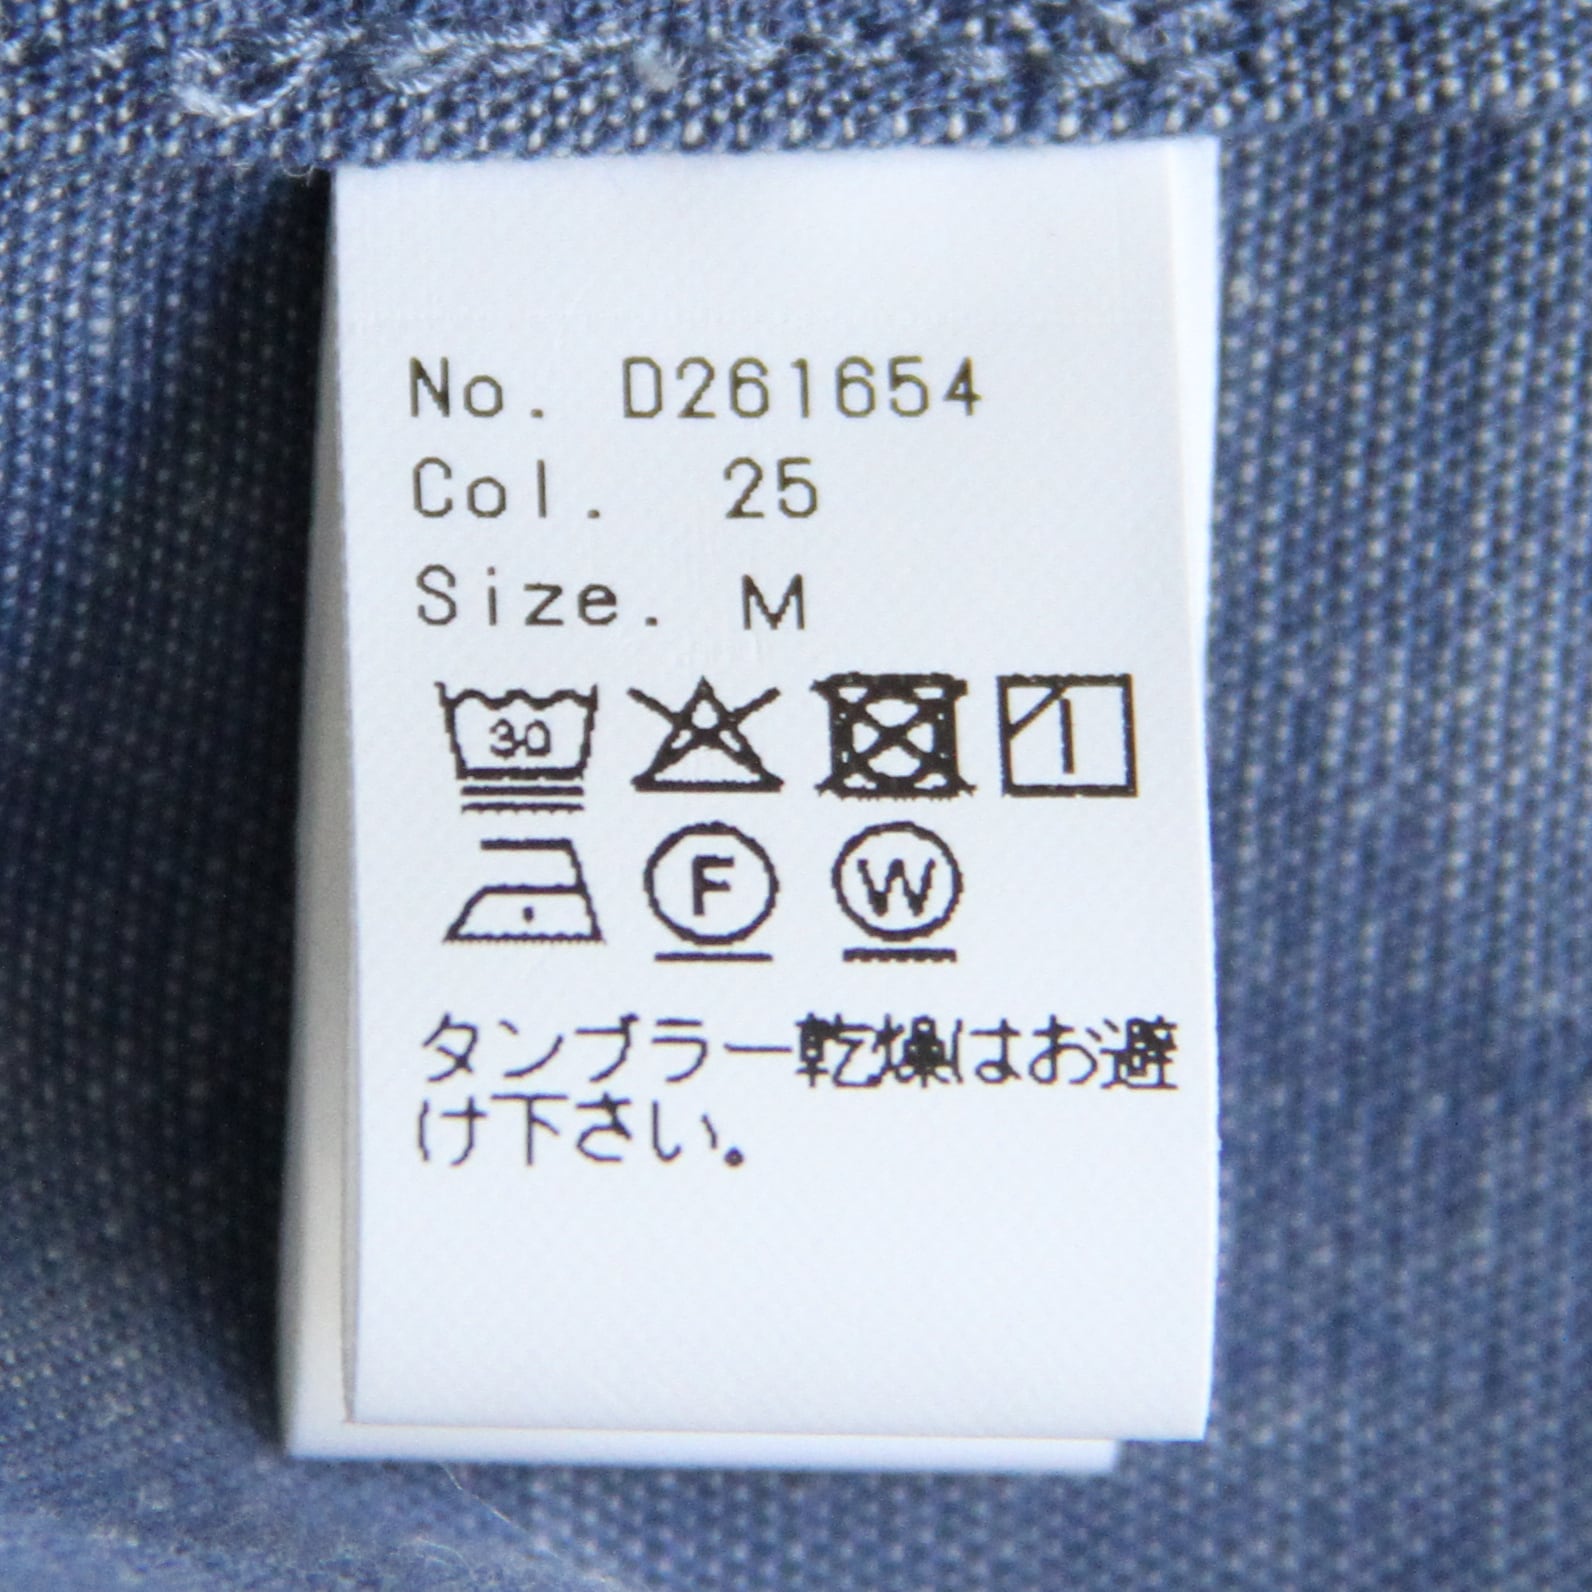 No. D261654
Col. 25
Size. M
30
F W
タンブラー乾燥はお避
け下さい。